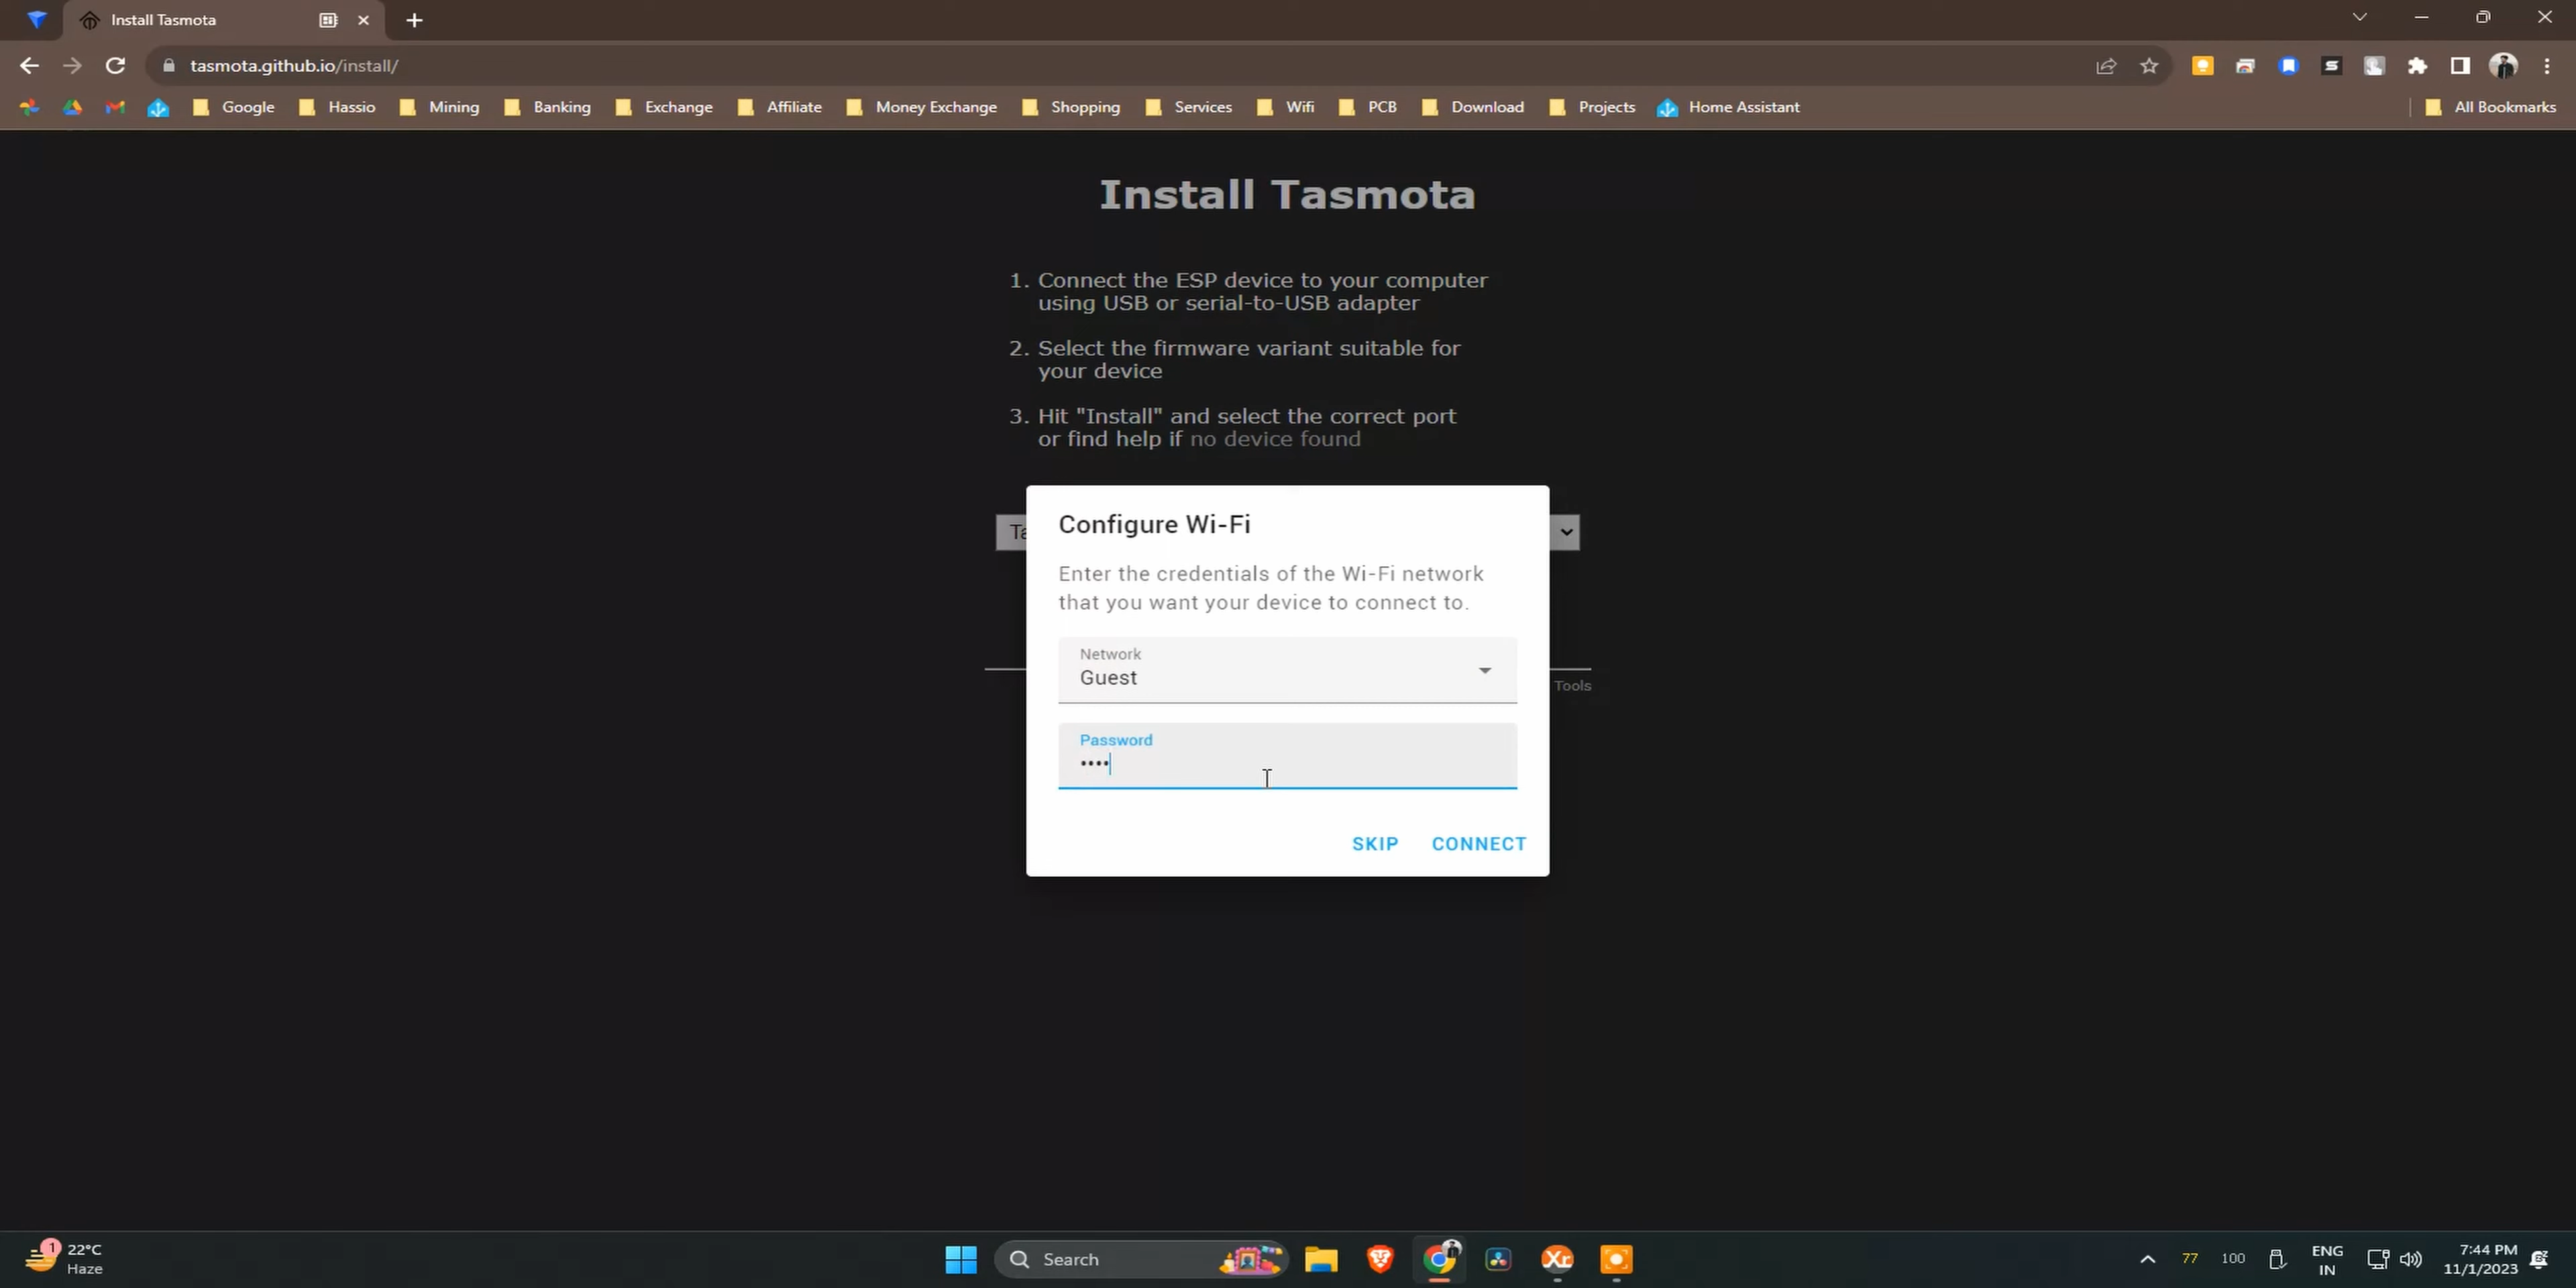 Install Tasmota
tasmota.github.io/install/
Google Hassio Mining Banking Exchange Affiliate Money Exchange Shopping Services Wifi PCB Download Projects Home Assistant All Bookmarks
Install Tasmota
1. Connect the ESP device to your computer
using USB or serial-to-USB adapter
2. Select the firmware variant suitable for
your device
3. Hit "Install" and select the correct port
or find help if no device found
Configure Wi-Fi
Enter the credentials of the Wi-Fi network
that you want your device to connect to.
Network
Guest
Tools
Password
••••
SKIP CONNECT
1 22°C
Haze
Search
Xr
77 100
ENG
IN
7:44 PM
11/1/2023